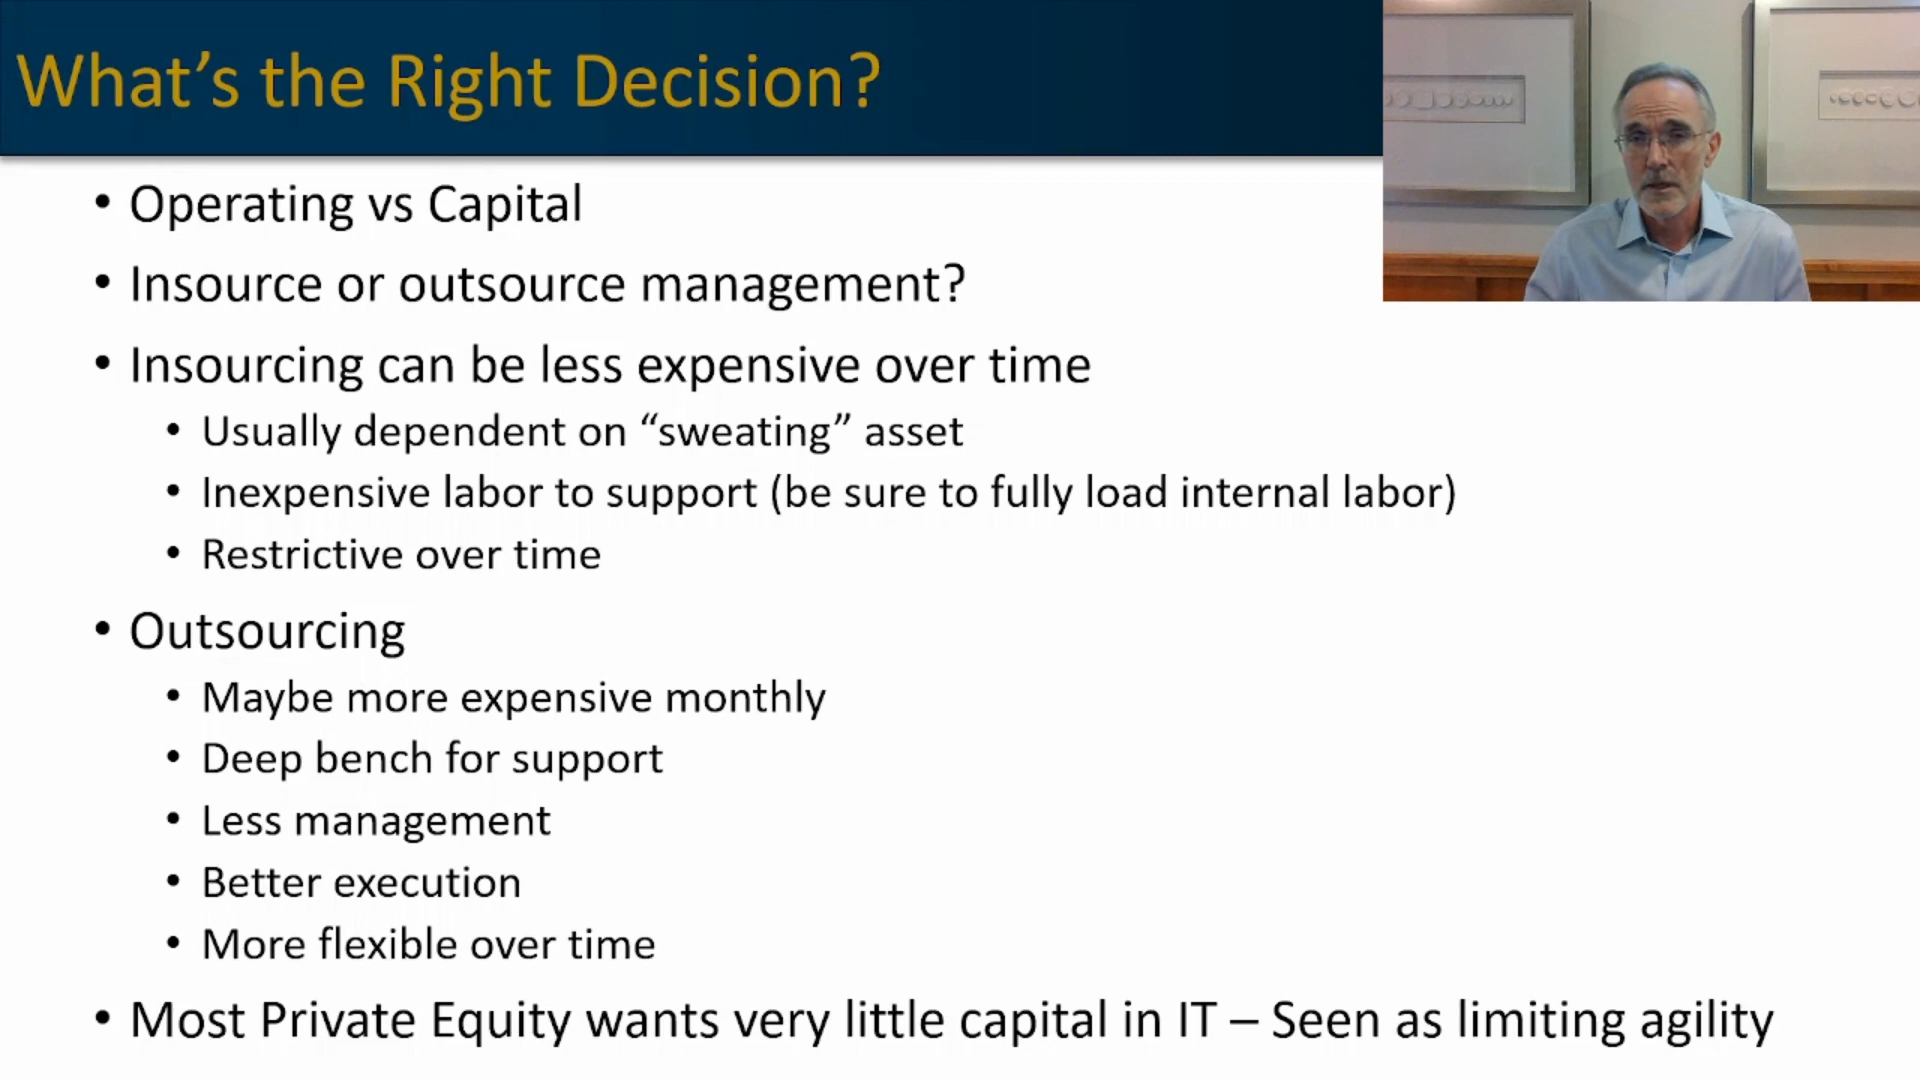 What’s the Right Decision?
• Operating vs Capital
• Insource or outsource management?
• Insourcing can be less expensive over time
• Usually dependent on “sweating” asset
• Inexpensive labor to support (be sure to fully load internal labor)
• Restrictive over time
• Outsourcing
• Maybe more expensive monthly
• Deep bench for support
• Less management
• Better execution
• More flexible over time
• Most Private Equity wants very little capital in IT – Seen as limiting agility